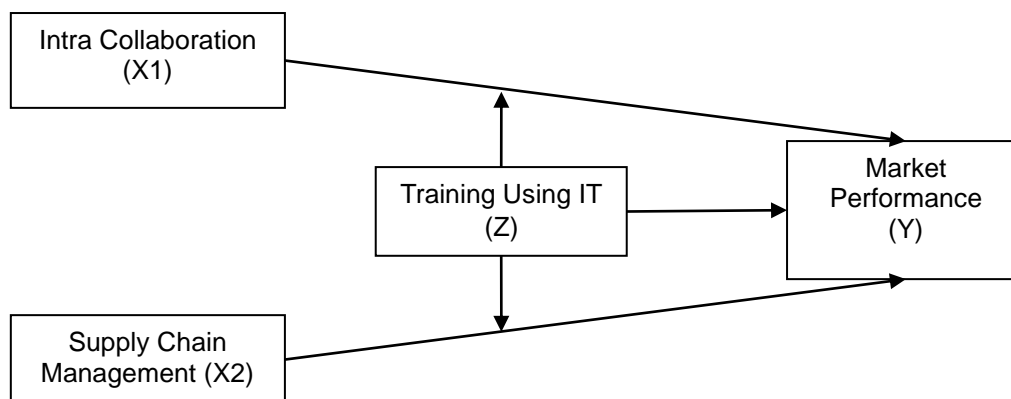 Intra Collaboration
(X1)
Training Using IT
(Z)
Market
Performance
(Y)
Supply Chain
Management (X2)